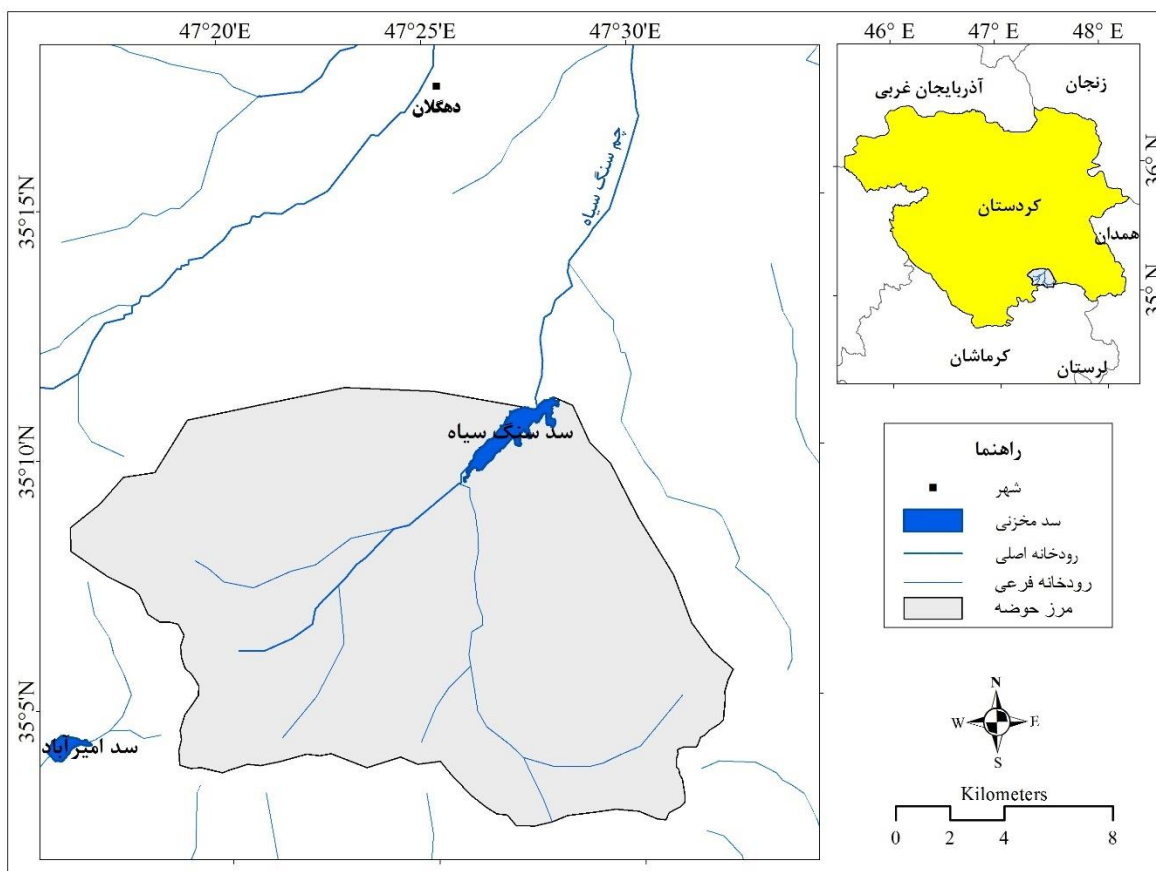 47°20'E
47°25'E
47°30'E
35°15'N
35°10'N
35°5'N
دهگلان
چم سنگ سیاه
سد سنگ سیاه
سد امیرآباد
46° E
47° E
48° E
36° N
35° N
آذربایجان غربی
زنجان
کردستان
همدان
کرماشان
لرستان
راهنما
شهر
سد مخزنی
رودخانه اصلی
رودخانه فرعی
مرز حوضه
N
W
E
S
Kilometers
0 2 4 8